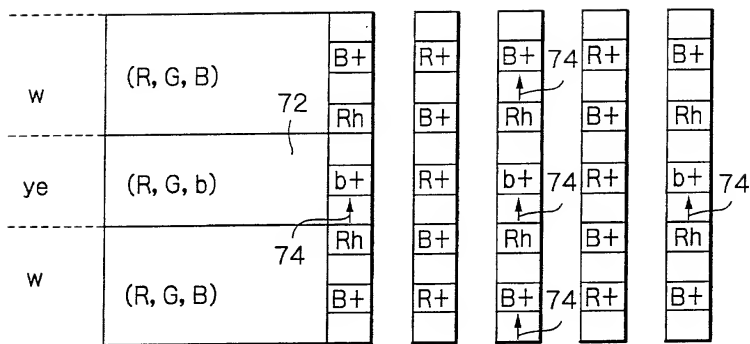 B+ R+ B+ 74 R+ B+
w (R, G, B)
72 Rh B+ Rh B+ Rh
ye (R, G, b) b+ R+ b+ 74 R+ b+ 74
74 Rh B+ Rh B+ Rh
w (R, G, B) B+ R+ B+ 74 R+ B+